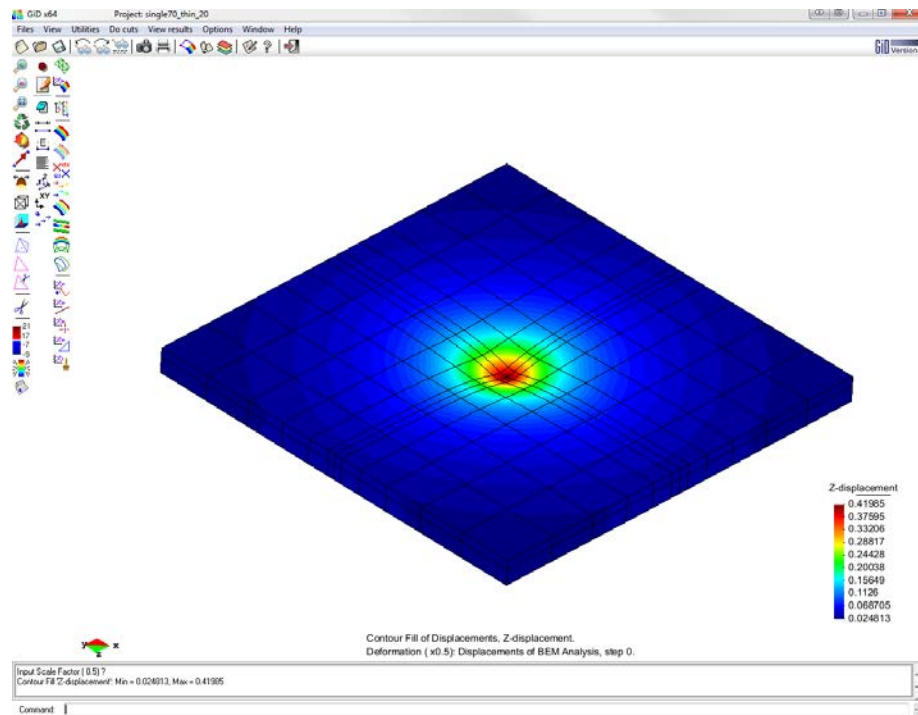 GiD x64 Project: single70_thin_20
Files View Utilities Do cuts View results Options Window Help
GiD Version
Z-displacement
0.41985
0.37595
0.33206
0.28817
0.24428
0.20038
0.15649
0.1126
0.068705
0.024813
y x
z
Contour Fill of Displacements, Z-displacement.
Deformation ( x0.5): Displacements of BEM Analysis, step 0.
Input Scale Factor ( 0.5) ?
Contour Fill 'Z-displacement': Min = 0.024813, Max = 0.41985
Command: